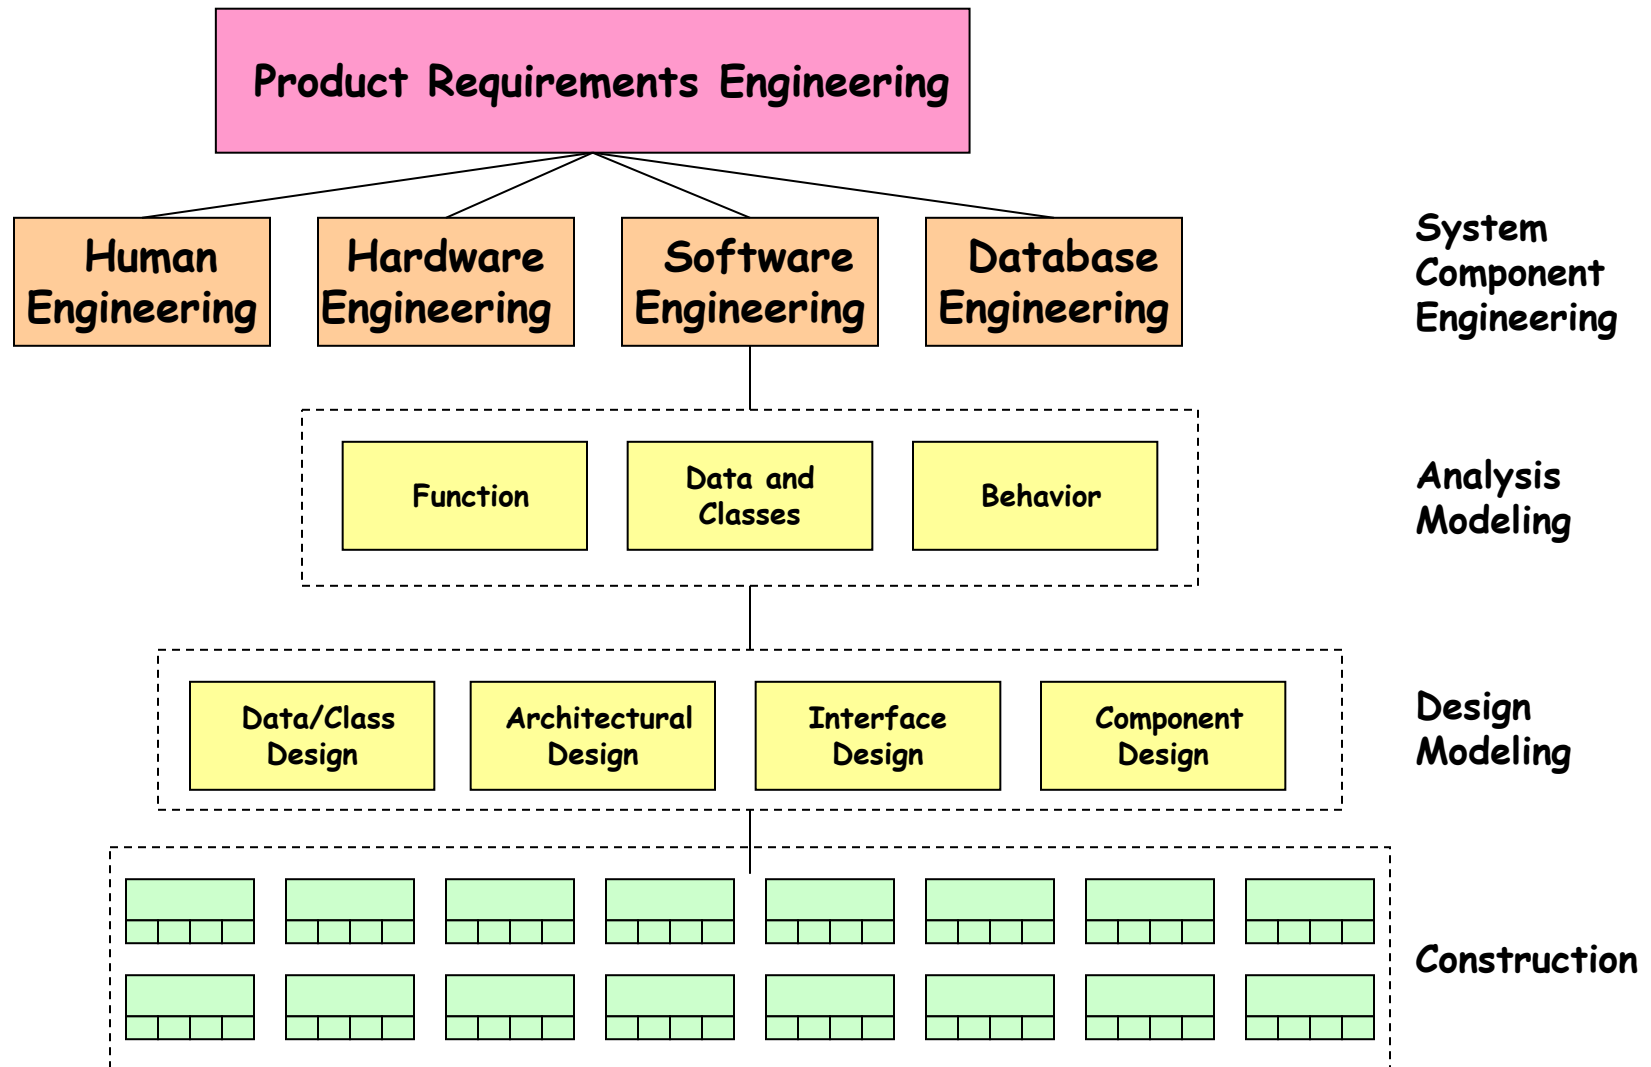 Product Requirements Engineering
Human
Engineering
Hardware
Engineering
Software
Engineering
Database
Engineering
System
Component
Engineering
Function
Data and
Classes
Behavior
Analysis
Modeling
Data/Class
Design
Architectural
Design
Interface
Design
Component
Design
Design
Modeling
Construction